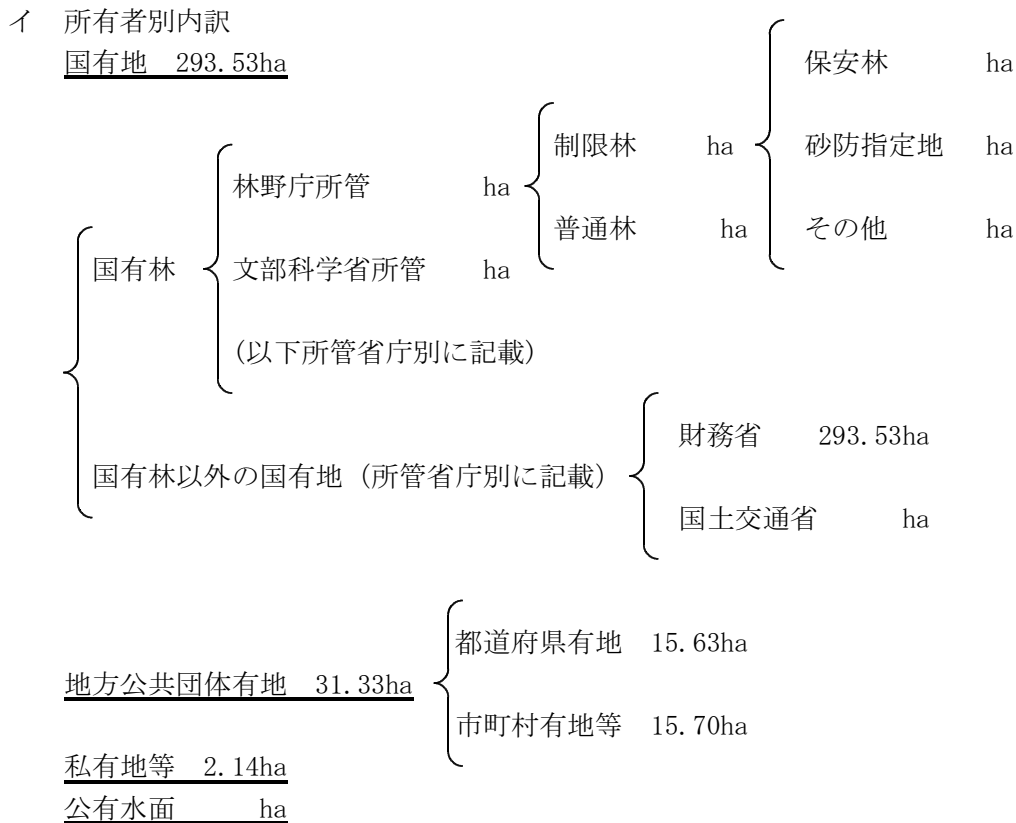 イ 所有者別内訳
国有地 293.53ha
保安林 ha
制限林 ha
砂防指定地 ha
林野庁所管 ha
普通林 ha
その他 ha
国有林
文部科学省所管 ha
(以下所管省庁別に記載)
財務省 293.53ha
国有林以外の国有地 (所管省庁別に記載)
国土交通省 ha
都道府県有地 15.63ha
地方公共団体有地 31.33ha
市町村有地等 15.70ha
私有地等 2.14ha
公有水面 ha